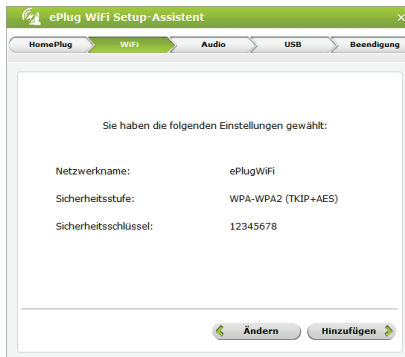 ePlug WiFi Setup-Assistent
HomePlug WiFi Audio USB Beendigung
Sie haben die folgenden Einstellungen gewählt:
Netzwerkname: ePlugWiFi
Sicherheitsstufe: WPA-WPA2 (TKIP+AES)
Sicherheitsschlüssel: 12345678
Ändern Hinzufügen